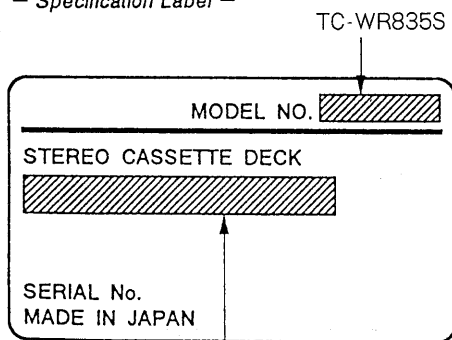 — Specification Label —
TC-WR835S
MODEL NO.
STEREO CASSETTE DECK
SERIAL No.
MADE IN JAPAN